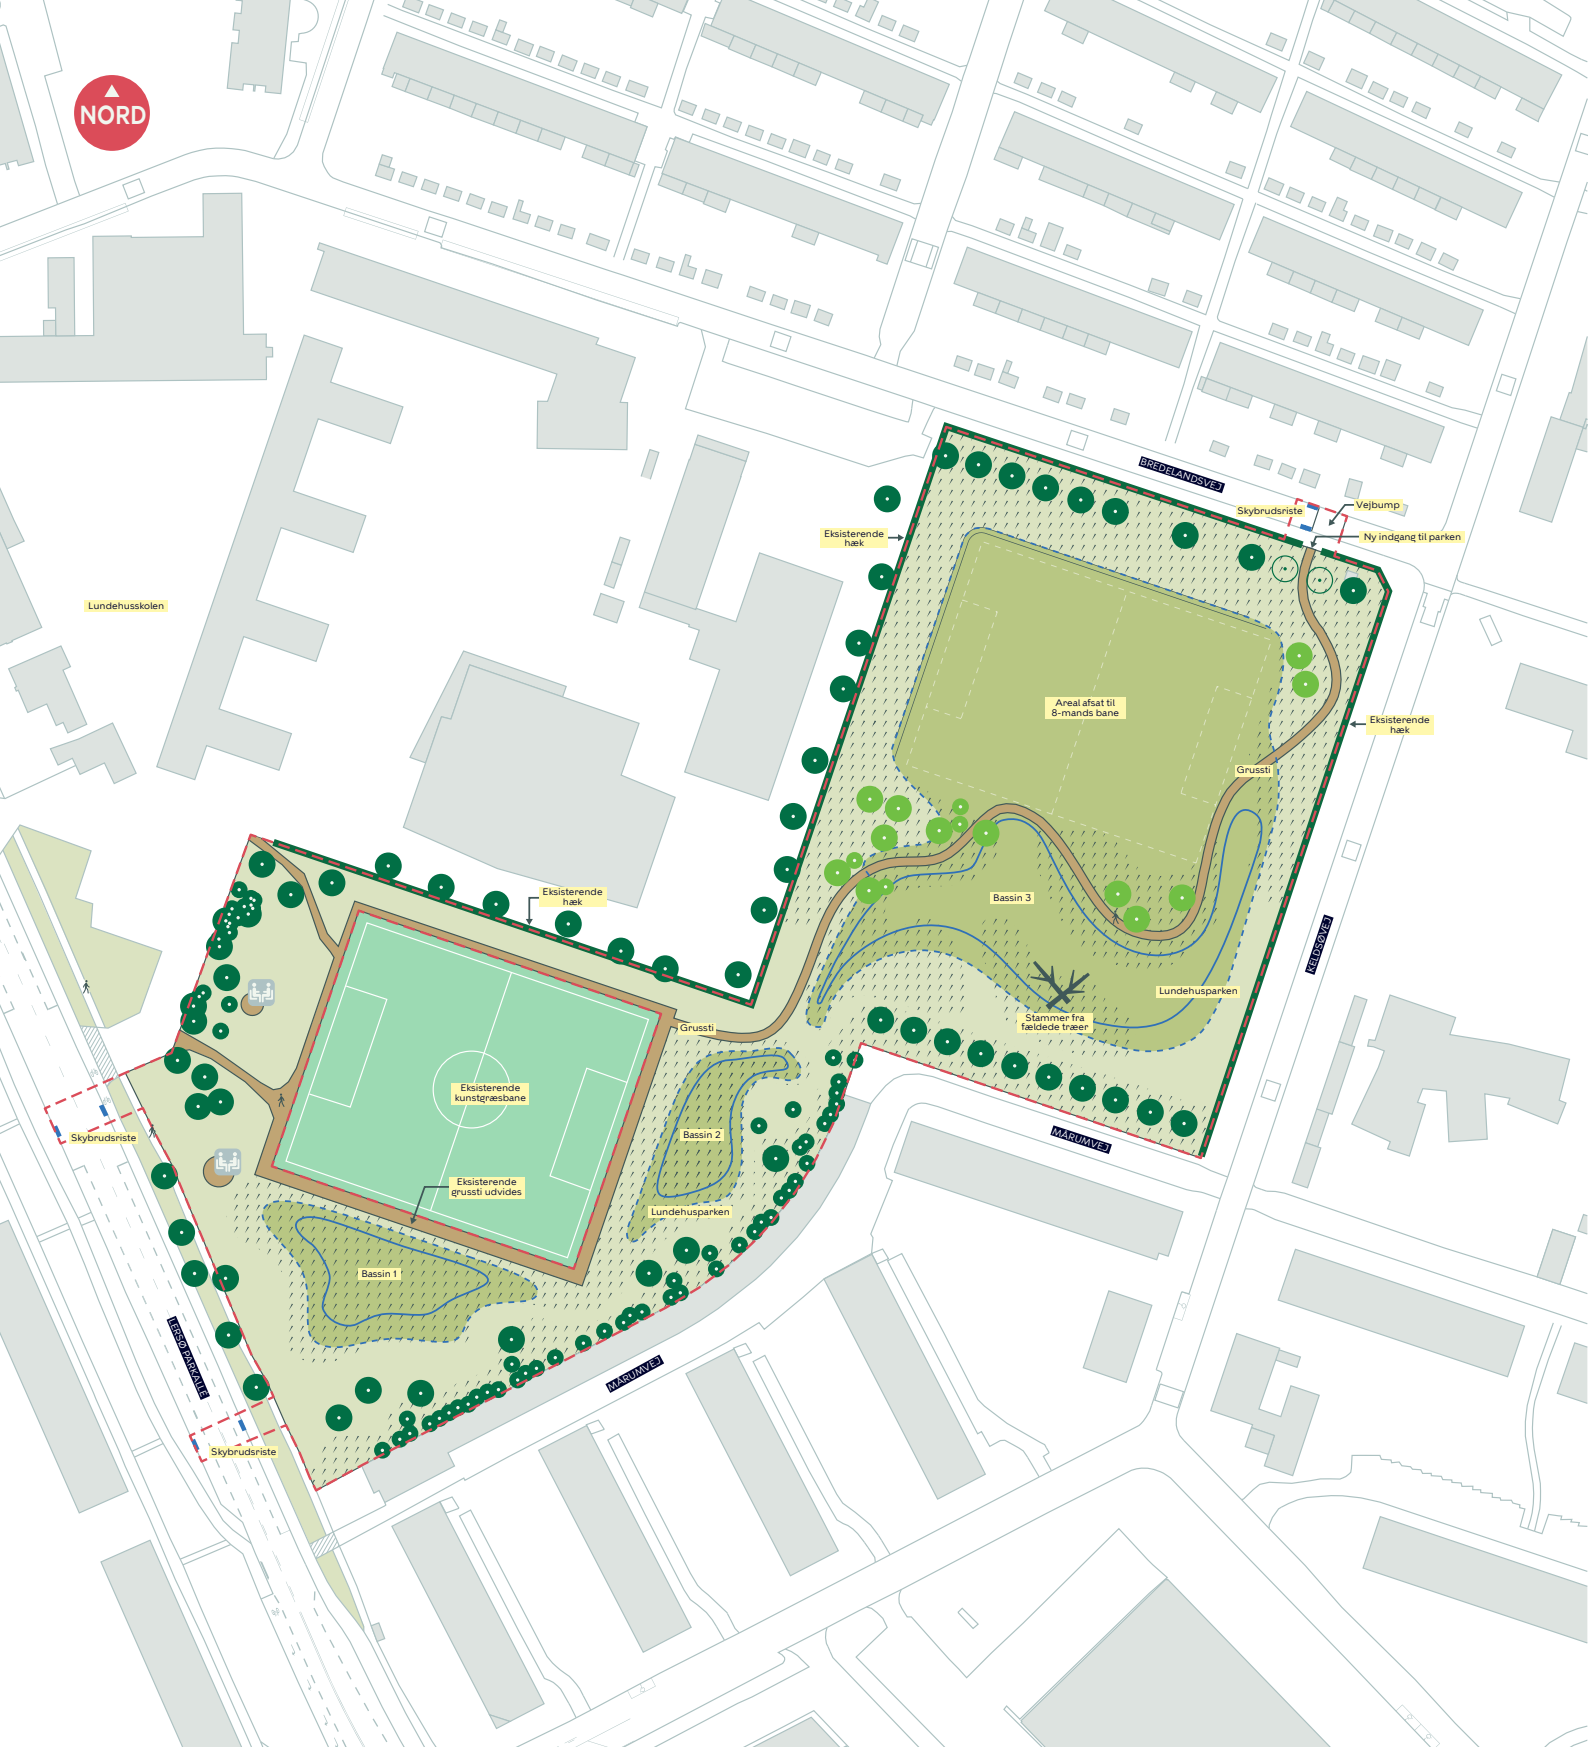 NORD
BREDELANDSVEJ
Skybrudsriste
Vejbump
Ny indgang til parken
Eksisterende
hæk
Lundehusskolen
Areal afsat til
8-mands bane
Eksisterende
hæk
Grussti
Eksisterende
hæk
Bassin 3
KELDSØVEJ
Lundehusparken
Stammer fra
fældede træer
Grussti
Eksisterende
kunstgræsbane
Skybrudsriste
Bassin 2
MÅRUMVEJ
Eksisterende
grussti udvides
Lundehusparken
Bassin 1
LERSØ PARKALLE
MÅRUMVEJ
Skybrudsriste